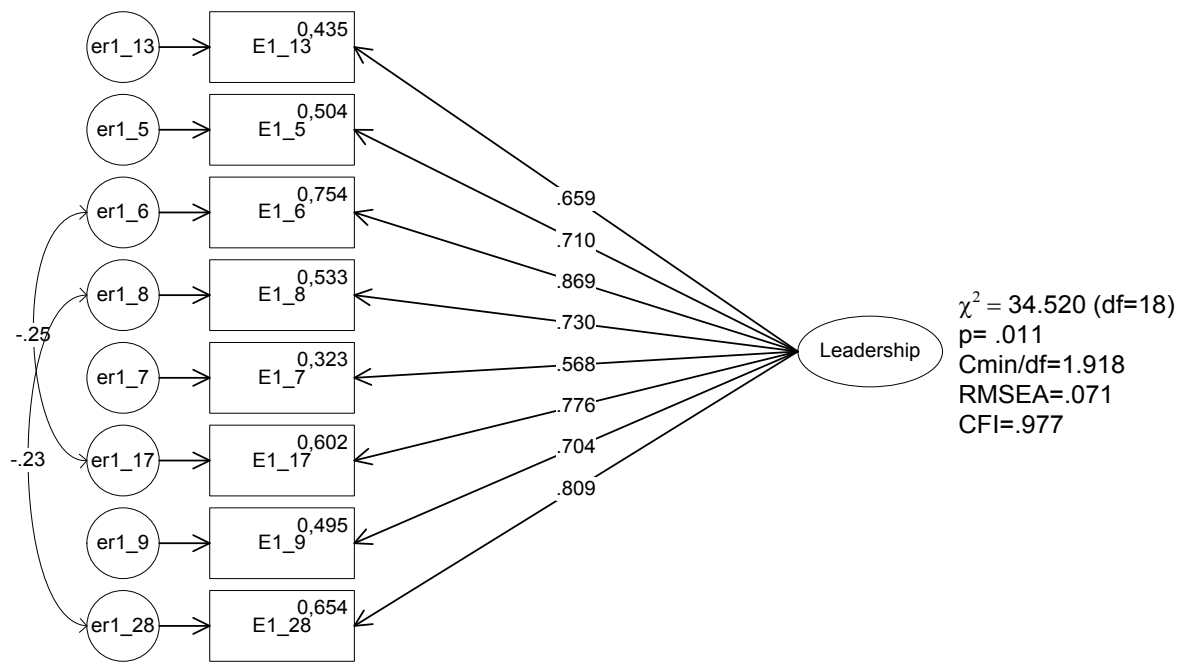 er1_13
0,435
E1_13
er1_5
0,504
E1_5
er1_6
0,754
E1_6
er1_8
0,533
E1_8
er1_7
0,323
E1_7
er1_17
0,602
E1_17
er1_9
0,495
E1_9
er1_28
0,654
E1_28
-.25
-.23
.659
.710
.869
.730
.568
.776
.704
.809
Leadership
χ² = 34.520 (df=18)
p= .011
Cmin/df=1.918
RMSEA=.071
CFI=.977